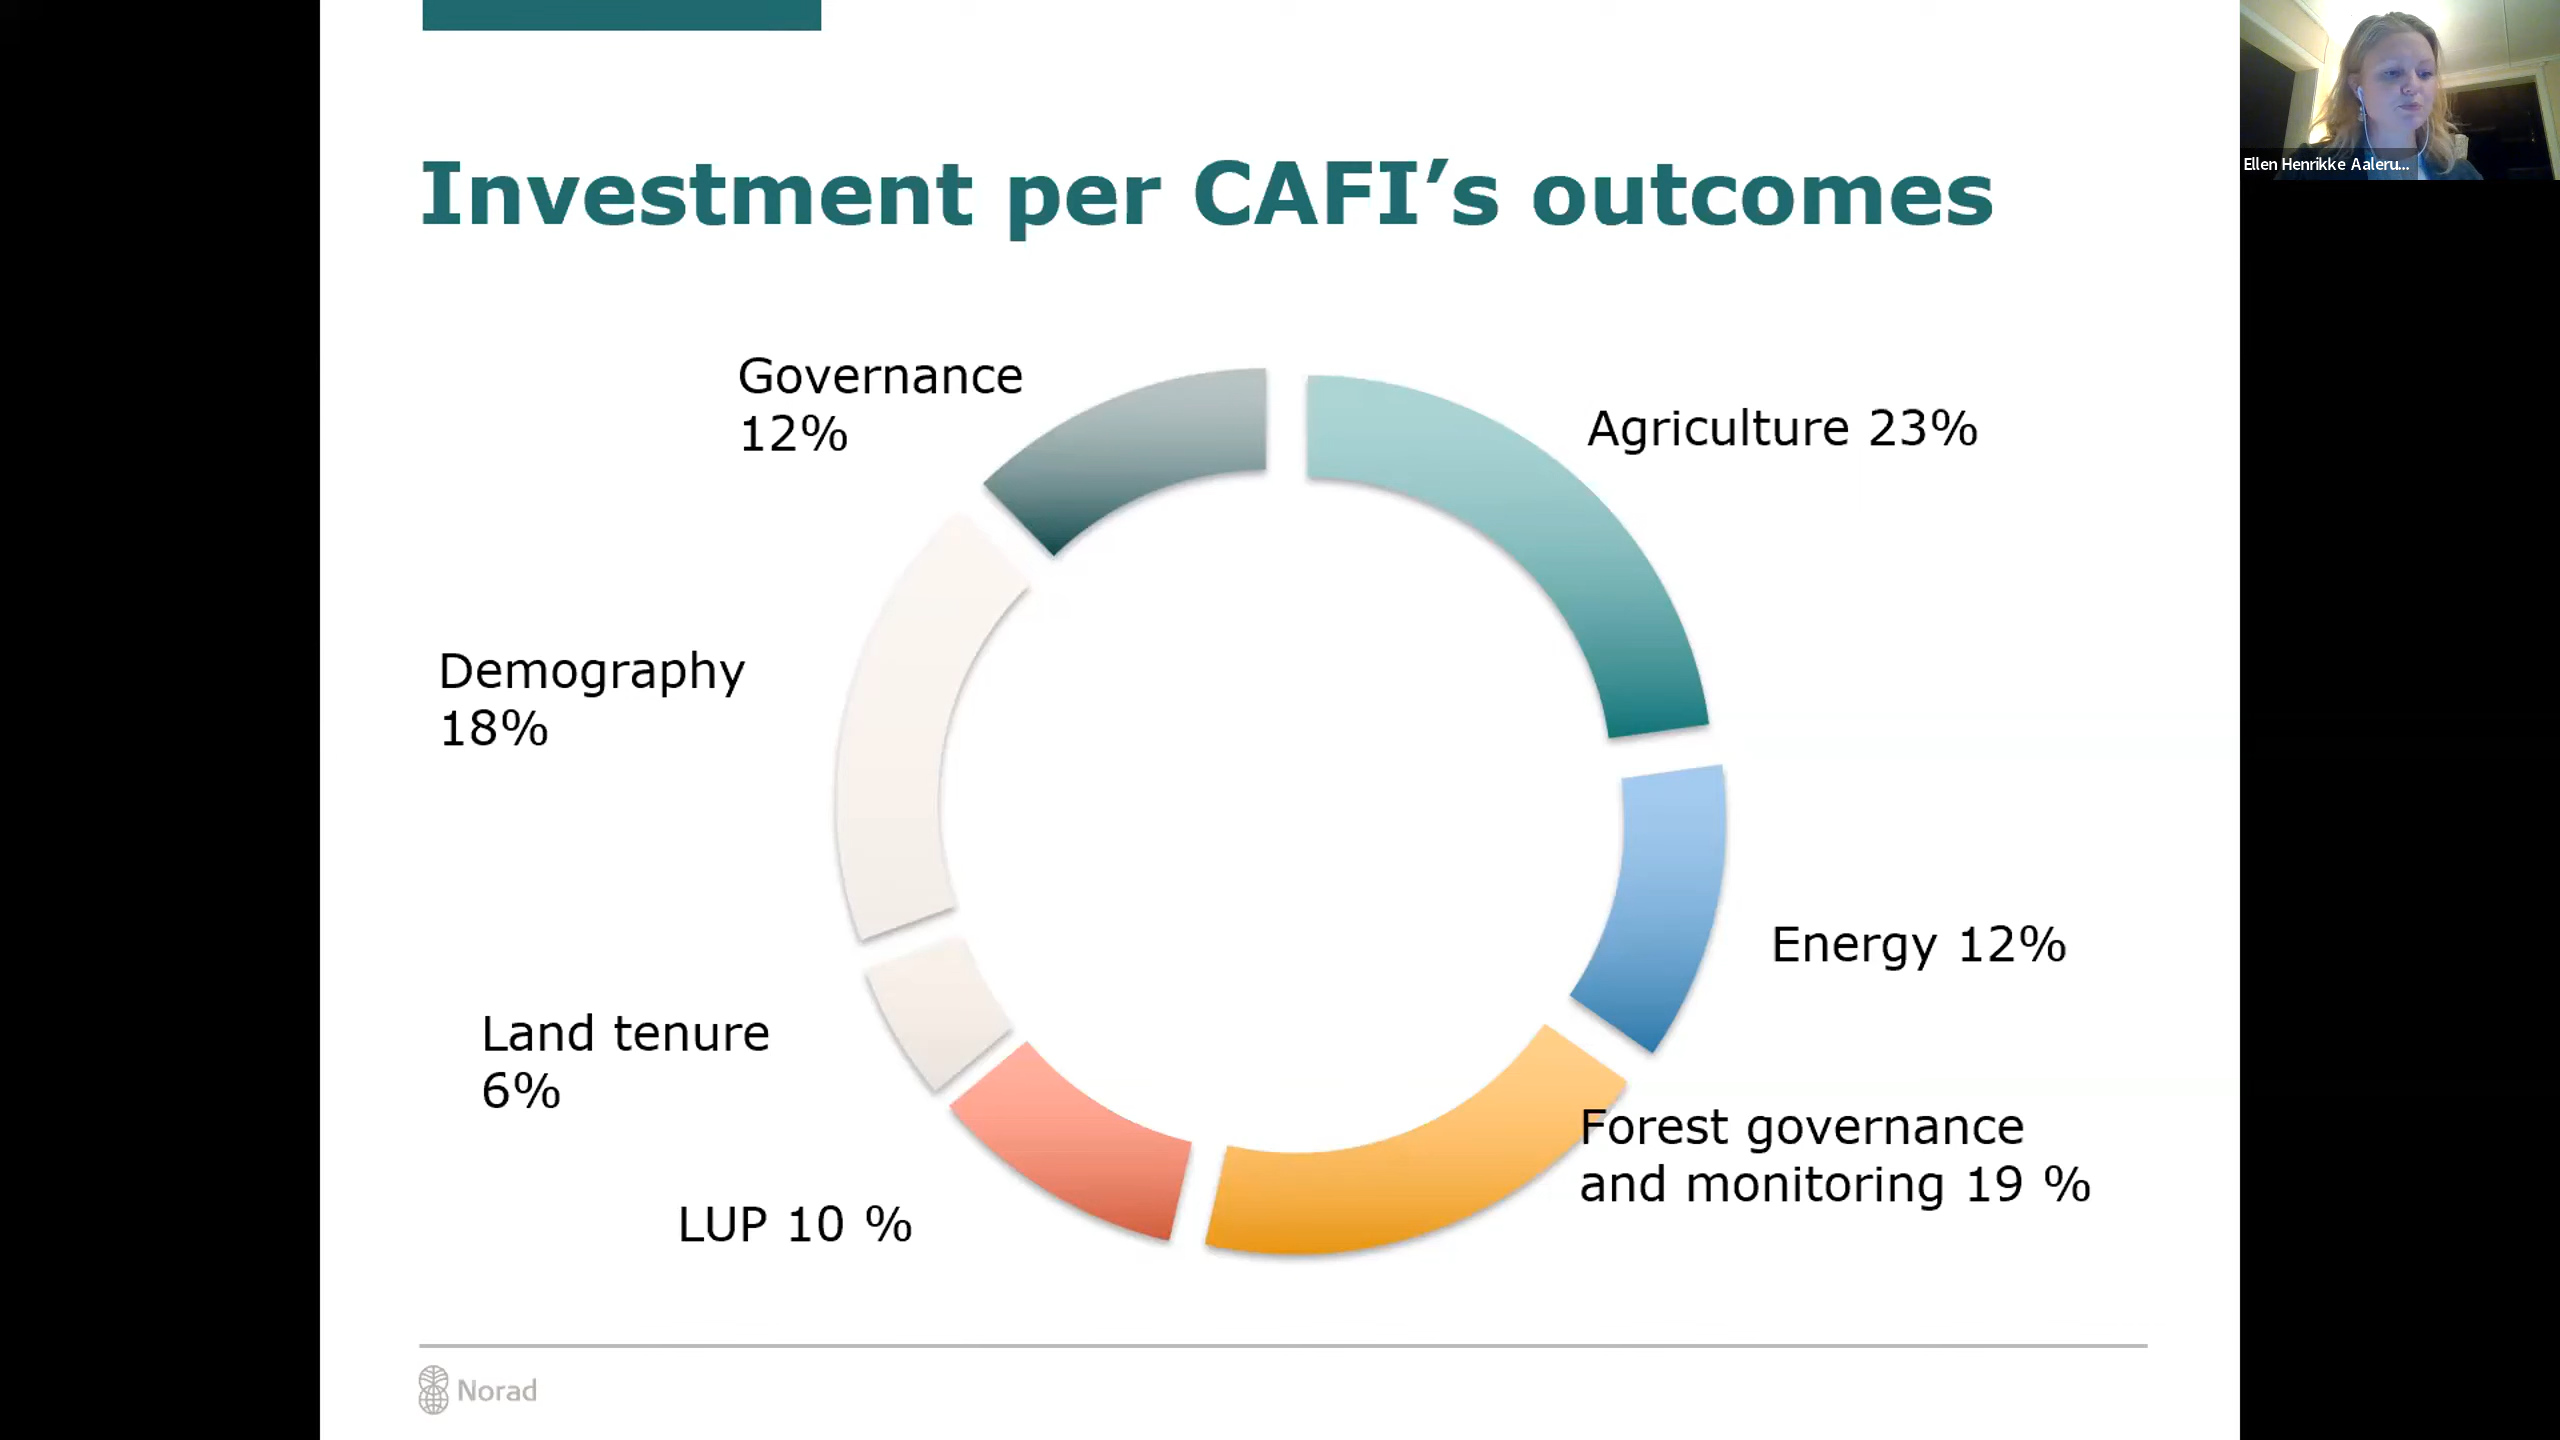 Investment per CAFI’s outcomes
Ellen Henrikke Aaleru...
Governance
12%
Agriculture 23%
Demography
18%
Energy 12%
Land tenure
6%
Forest governance
and monitoring 19 %
LUP 10 %
Norad